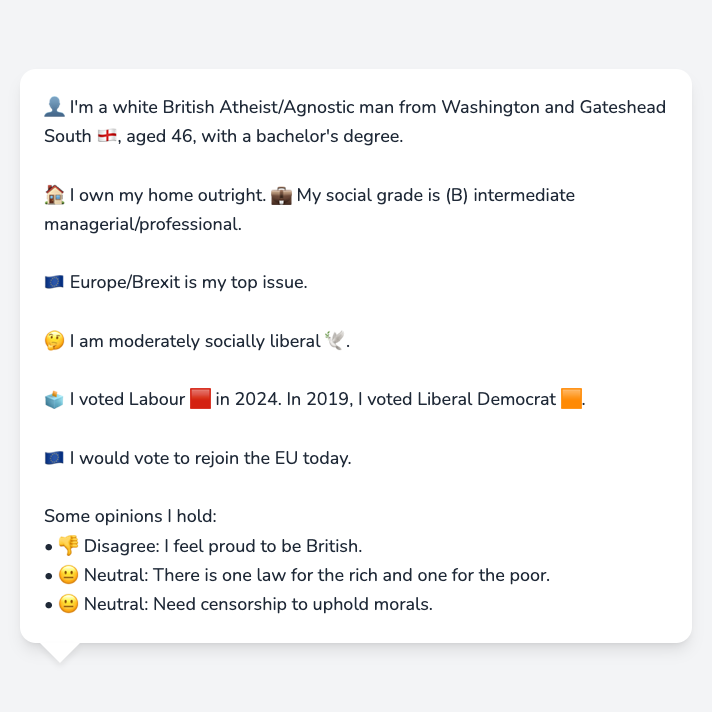 👤 I'm a white British Atheist/Agnostic man from Washington and Gateshead
South 🏴󠁧󠁢󠁥󠁮󠁧󠁿, aged 46, with a bachelor's degree.
🏠 I own my home outright. 💼 My social grade is (B) intermediate
managerial/professional.
🇪🇺 Europe/Brexit is my top issue.
🤔 I am moderately socially liberal 🕊️.
🗳️ I voted Labour 🟥 in 2024. In 2019, I voted Liberal Democrat 🟧.
🇪🇺 I would vote to rejoin the EU today.
Some opinions I hold:
• 👎 Disagree: I feel proud to be British.
• 😐 Neutral: There is one law for the rich and one for the poor.
• 😐 Neutral: Need censorship to uphold morals.